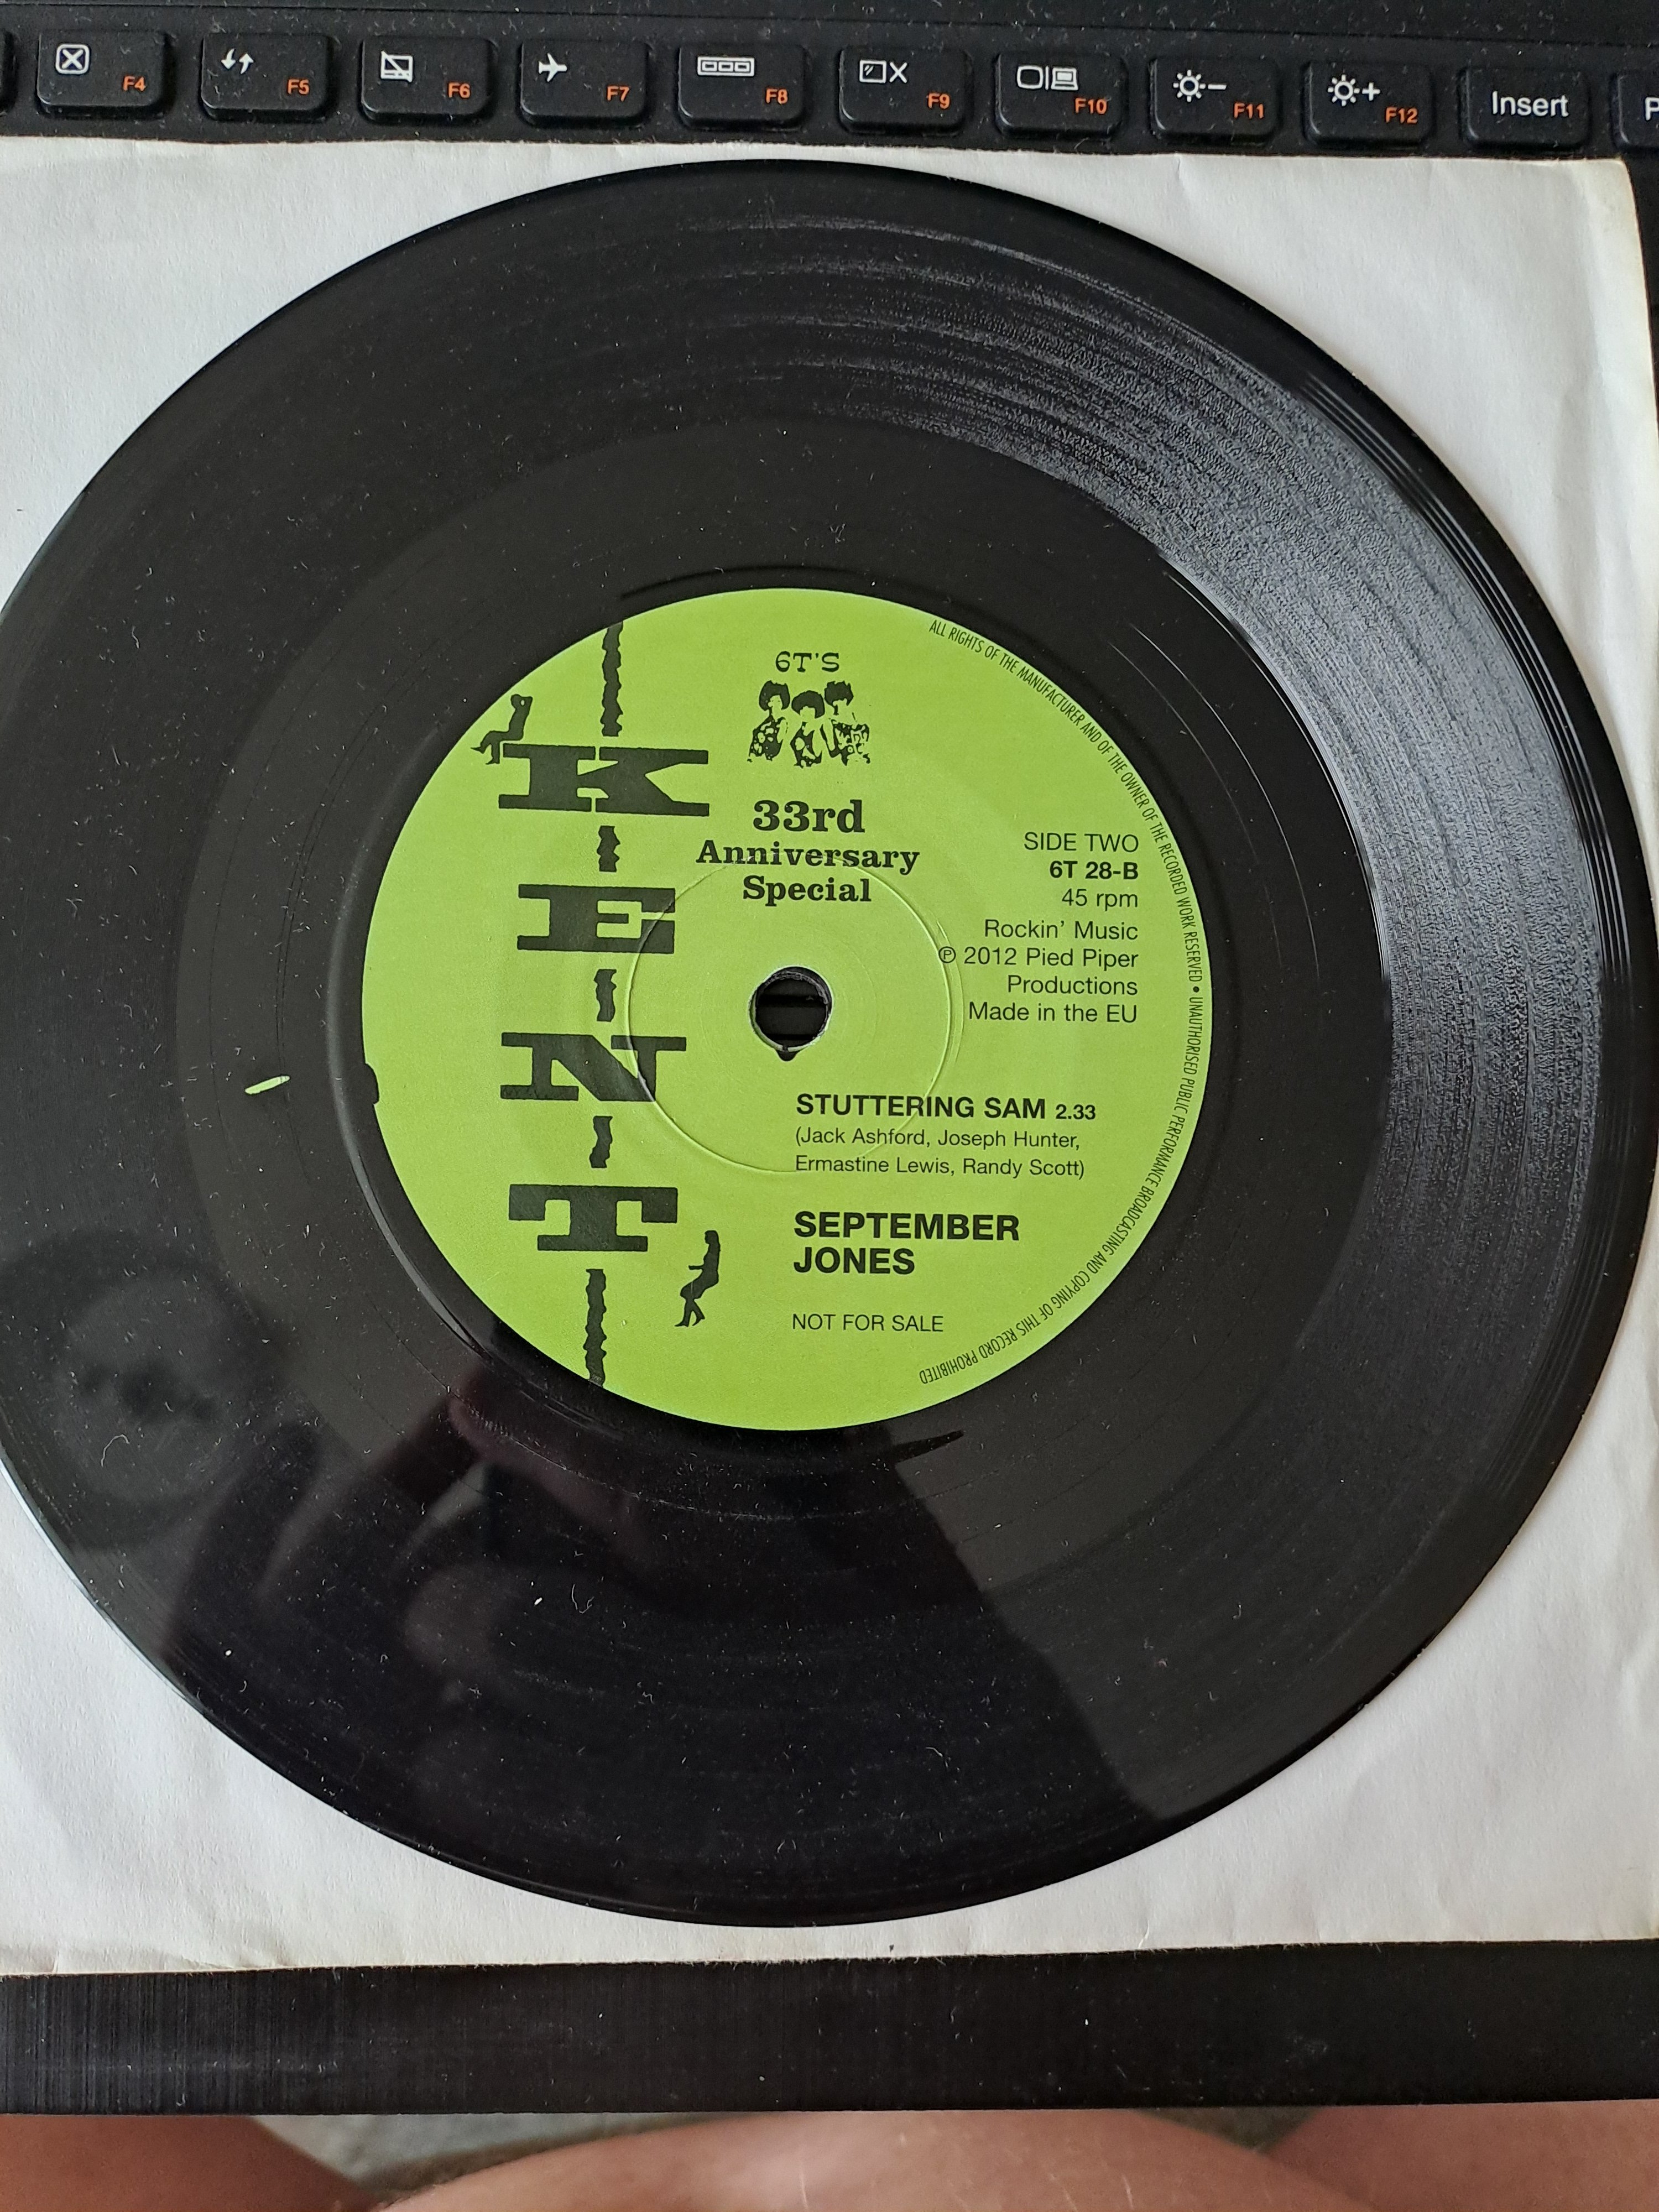 F4
F5
F6
F7
F8
F9
F10
F11
F12
Insert
6T'S
33rd
Anniversary
Special
KENT
SIDE TWO
6T 28-B
45 rpm
Rockin' Music
℗ 2012 Pied Piper
Productions
Made in the EU
STUTTERING SAM 2.33
(Jack Ashford, Joseph Hunter,
Ermastine Lewis, Randy Scott)
SEPTEMBER
JONES
NOT FOR SALE
ALL RIGHTS OF THE MANUFACTURER AND OF THE OWNER OF THE RECORDED WORK RESERVED • UNAUTHORISED PUBLIC PERFORMANCE BROADCASTING AND COPYING OF THIS RECORD PROHIBITED